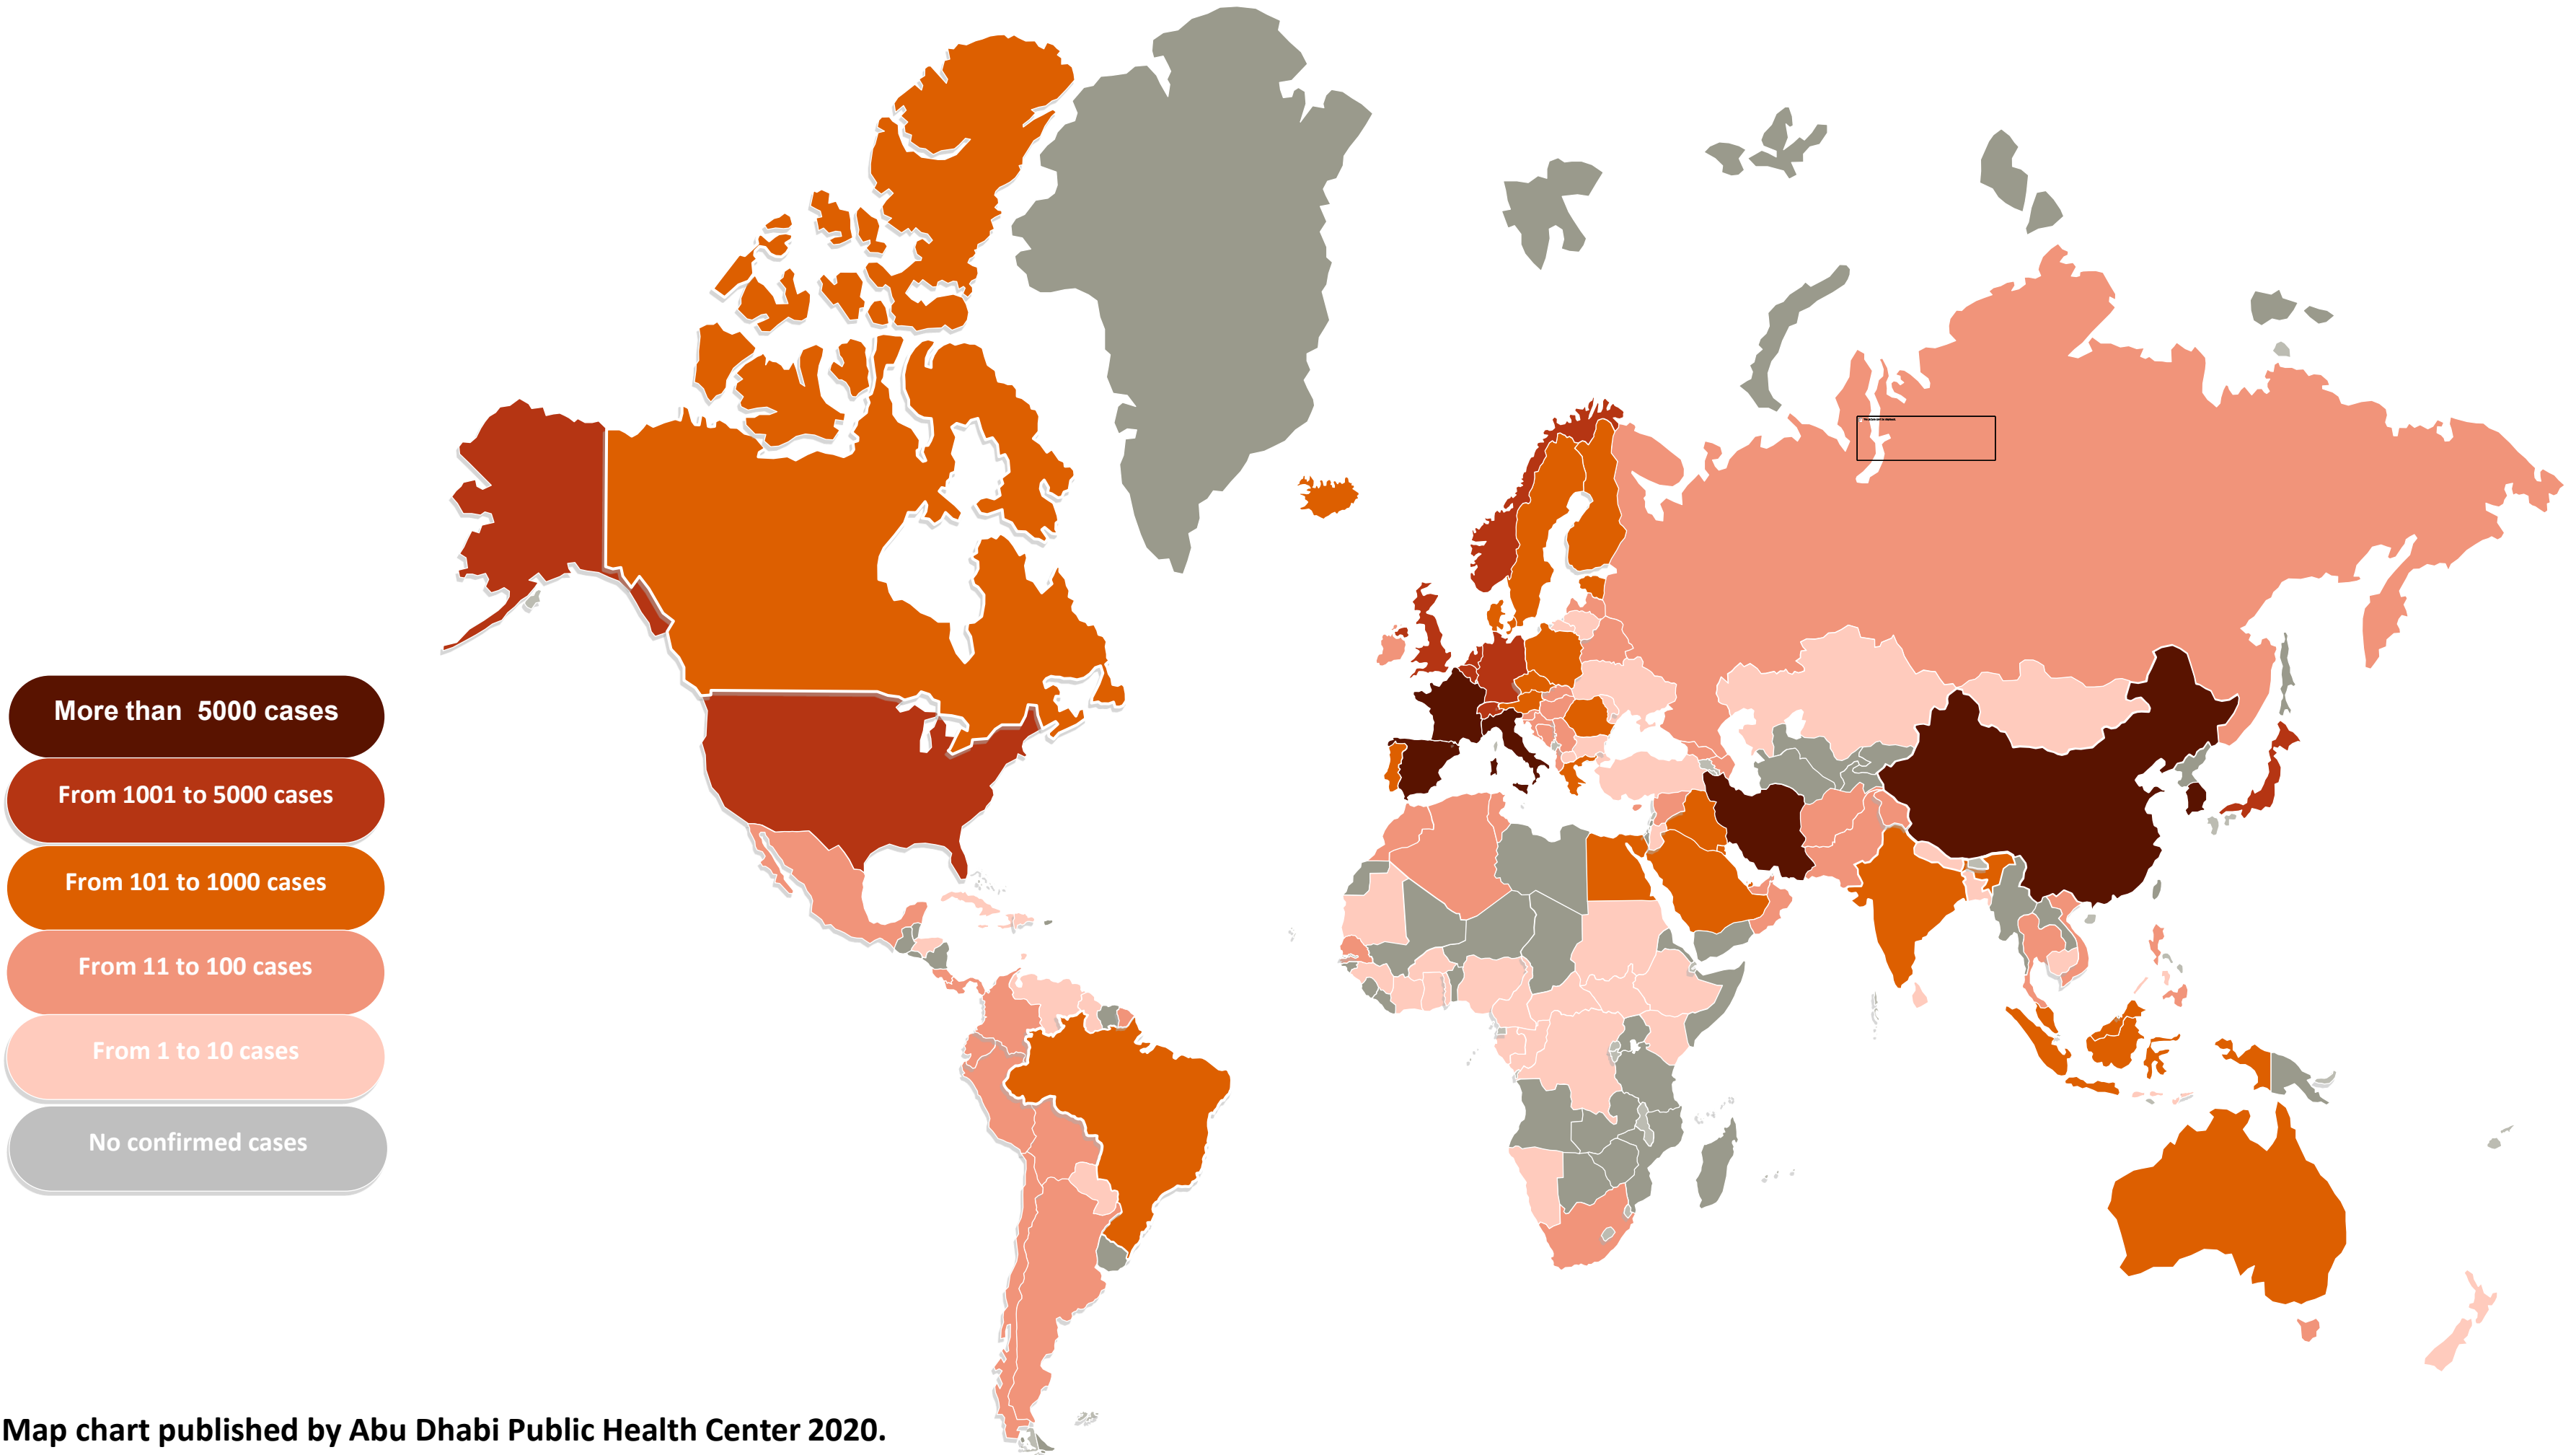 More than  5000 cases
From 1001 to 5000 cases
From 101 to 1000 cases
From 11 to 100 cases
From 1 to 10 cases
No confirmed cases
Map chart published by Abu Dhabi Public Health Center 2020.